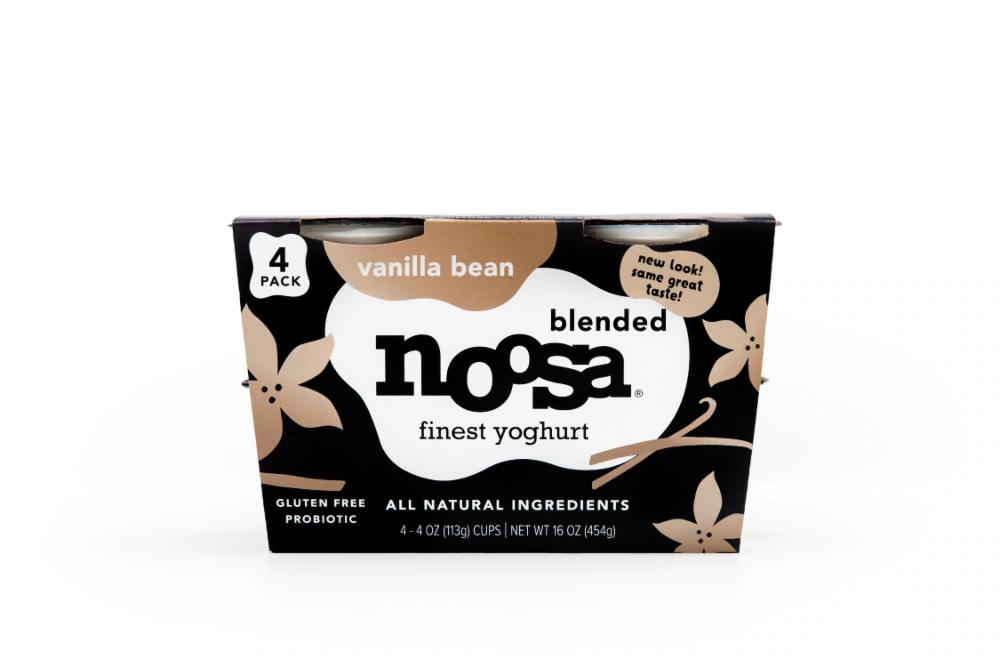 4
PACK
vanilla bean
new look!
same great
taste!
blended
noosa®
finest yoghurt
GLUTEN FREE
PROBIOTIC
ALL NATURAL INGREDIENTS
4 - 4 OZ (113g) CUPS | NET WT 16 OZ (454g)